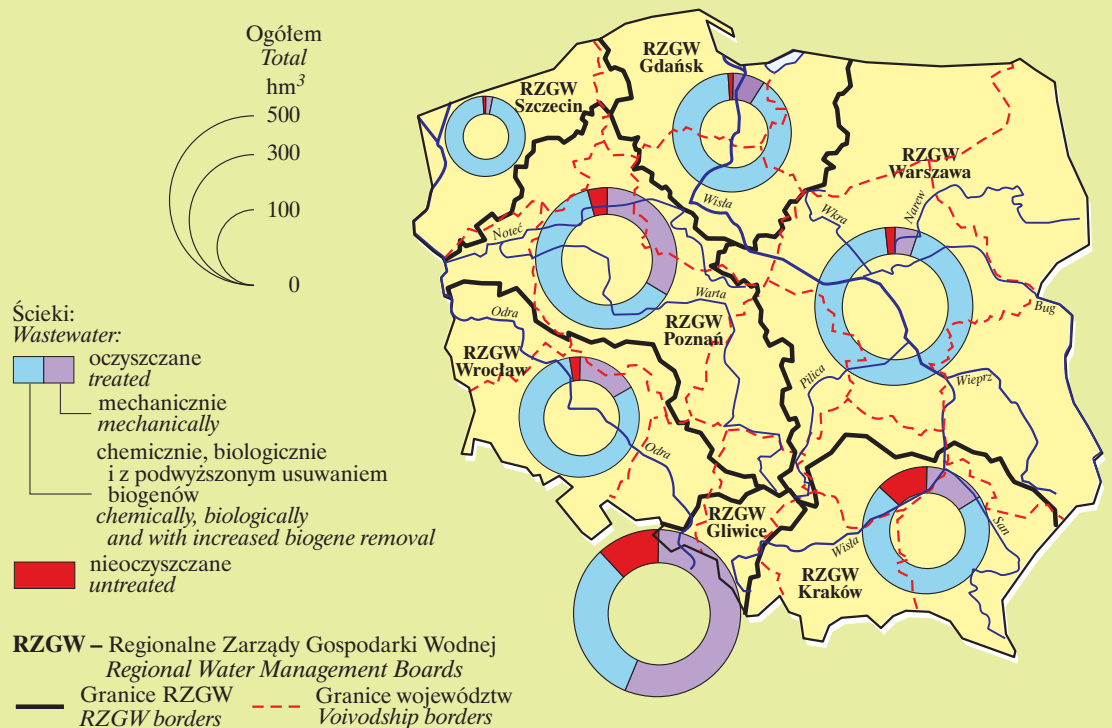 Ogółem
Total
hm³
500
300
100
0
Ścieki:
Wastewater:
oczyszczane
treated
mechanicznie
mechanically
chemicznie, biologicznie
i z podwyższonym usuwaniem
biogenów
chemically, biologically
and with increased biogene removal
nieoczyszczane
untreated
RZGW – Regionalne Zarządy Gospodarki Wodnej
Regional Water Management Boards
Granice RZGW
RZGW borders
Granice województw
Voivodship borders
RZGW
Szczecin
RZGW
Gdańsk
RZGW
Warszawa
RZGW
Poznań
RZGW
Wrocław
RZGW
Gliwice
RZGW
Kraków
Wisła
Wkra
Narew
Noteć
Warta
Bug
Odra
Pilica
Wieprz
Odra
Wisła
San